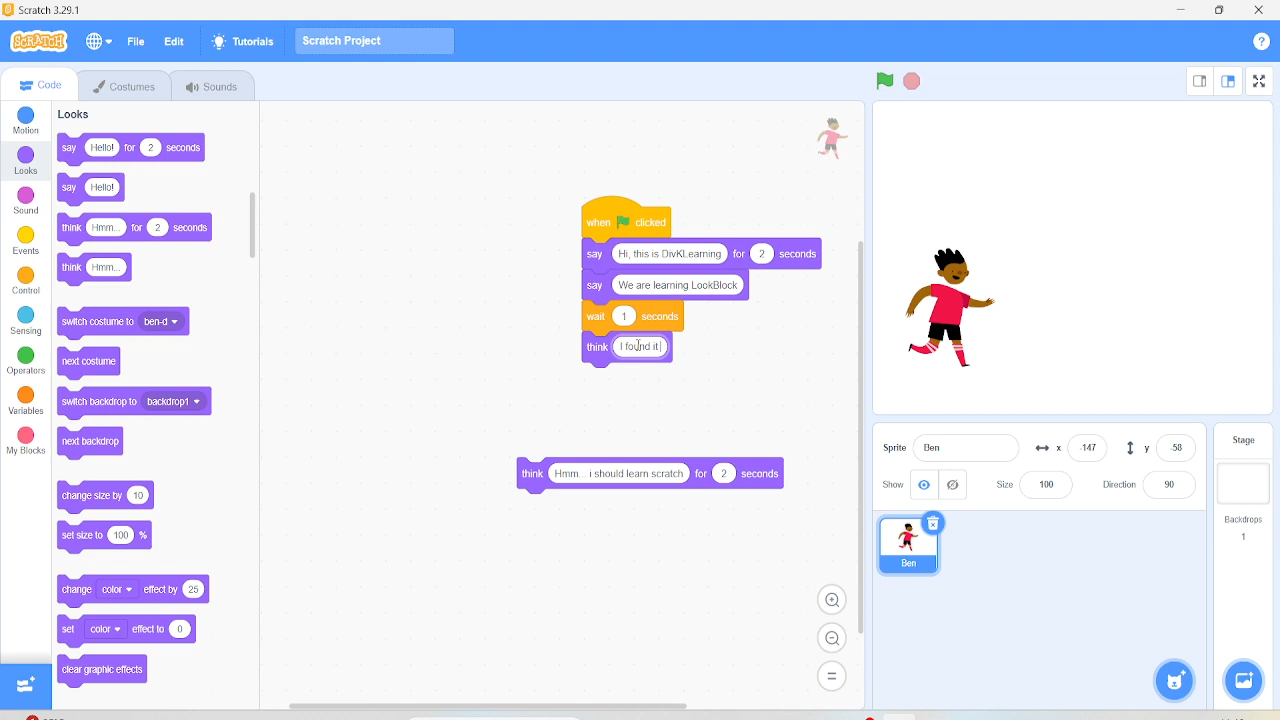 Scratch 3.29.1
SCRATCH File Edit Tutorials Scratch Project ?
Code Costumes Sounds
Motion
Looks
Sound
Events
Control
Sensing
Operators
Variables
My Blocks
Looks
say Hello! for 2 seconds
say Hello!
think Hmm... for 2 seconds
think Hmm...
switch costume to ben-d
next costume
switch backdrop to backdrop1
next backdrop
change size by 10
set size to 100 %
change color effect by 25
set color effect to 0
clear graphic effects
when clicked
say Hi, this is DivKLearning for 2 seconds
say We are learning LookBlock
wait 1 seconds
think I found it
think Hmm... i should learn scratch for 2 seconds
Sprite Ben x -147 y -58
Show Size 100 Direction 90
Ben
Stage
Backdrops
1